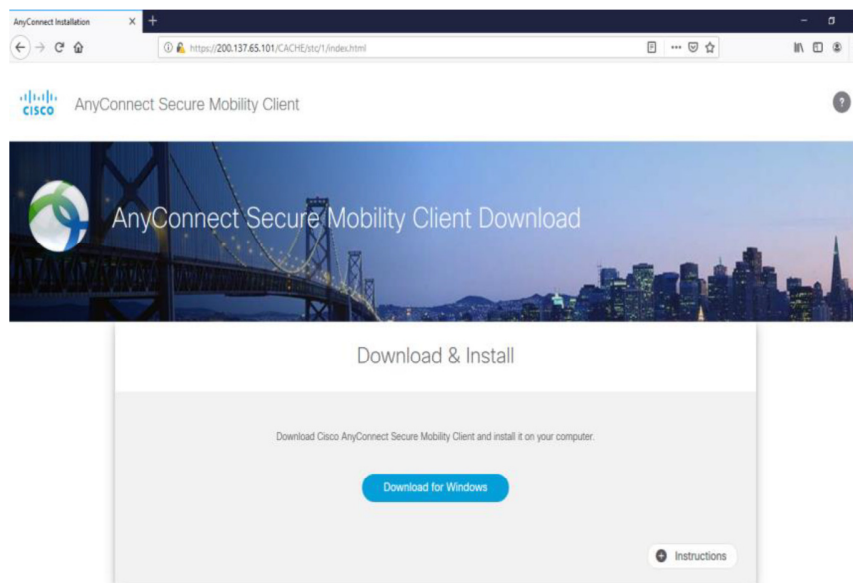 AnyConnect Installation
https://200.137.65.101/CACHE/stc/1/index.html
CISCO
AnyConnect Secure Mobility Client
?
AnyConnect Secure Mobility Client Download
Download & Install
Download Cisco AnyConnect Secure Mobility Client and install it on your computer.
Download for Windows
Instructions